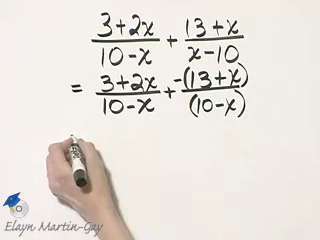 3+2x/10-x + 13+x/x-10
= 3+2x/10-x + -(13+x)/(10-x)
Elayn Martin-Gay